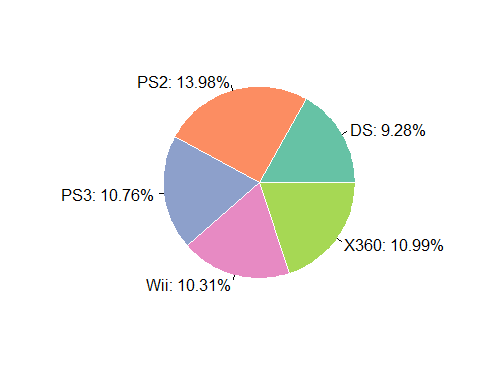 PS2: 13.98%
DS: 9.28%
PS3: 10.76%
X360: 10.99%
Wii: 10.31%